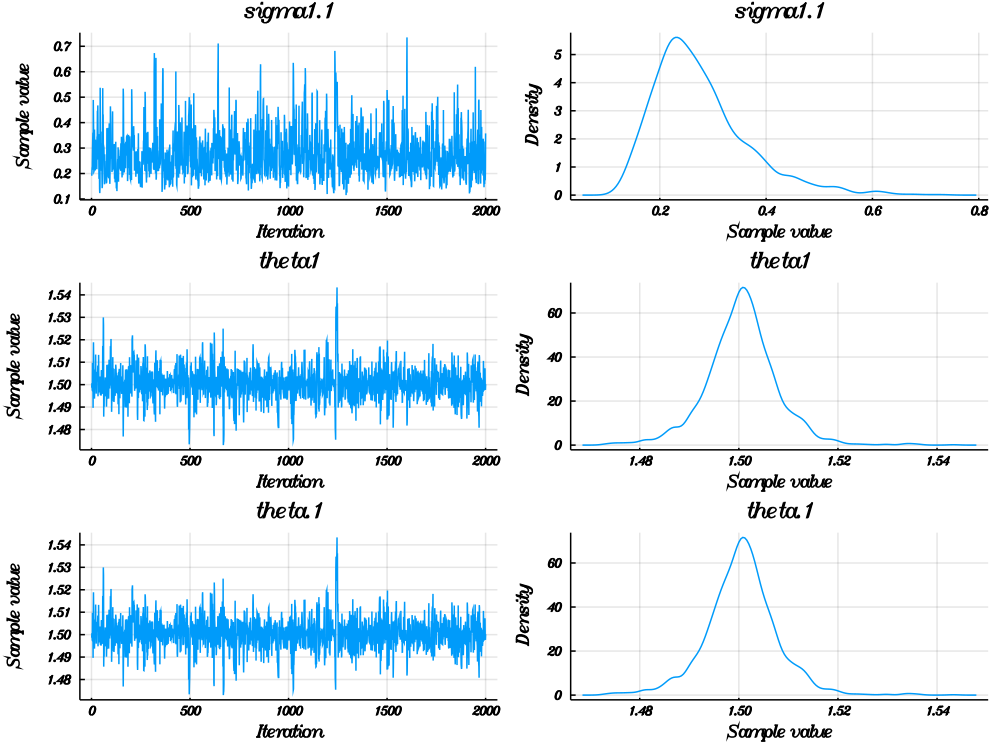 sigma1.1
sigma1.1
Sample value
0.7
0.6
0.5
0.4
0.3
0.2
0.1
0 500 1000 1500 2000
Iteration
Density
5
4
3
2
1
0
0.2 0.4 0.6 0.8
Sample value
theta1
theta1
Sample value
1.54
1.53
1.52
1.51
1.50
1.49
1.48
0 500 1000 1500 2000
Iteration
Density
60
40
20
0
1.48 1.50 1.52 1.54
Sample value
theta.1
theta.1
Sample value
1.54
1.53
1.52
1.51
1.50
1.49
1.48
0 500 1000 1500 2000
Iteration
Density
60
40
20
0
1.48 1.50 1.52 1.54
Sample value